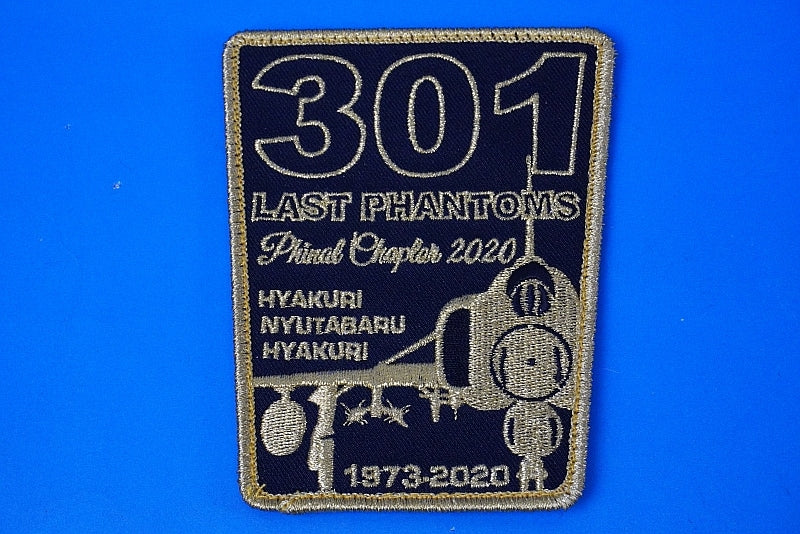 301
LAST PHANTOMS
Phinal Chapter 2020
HYAKURI
NYUTABARU
HYAKURI
1973-2020